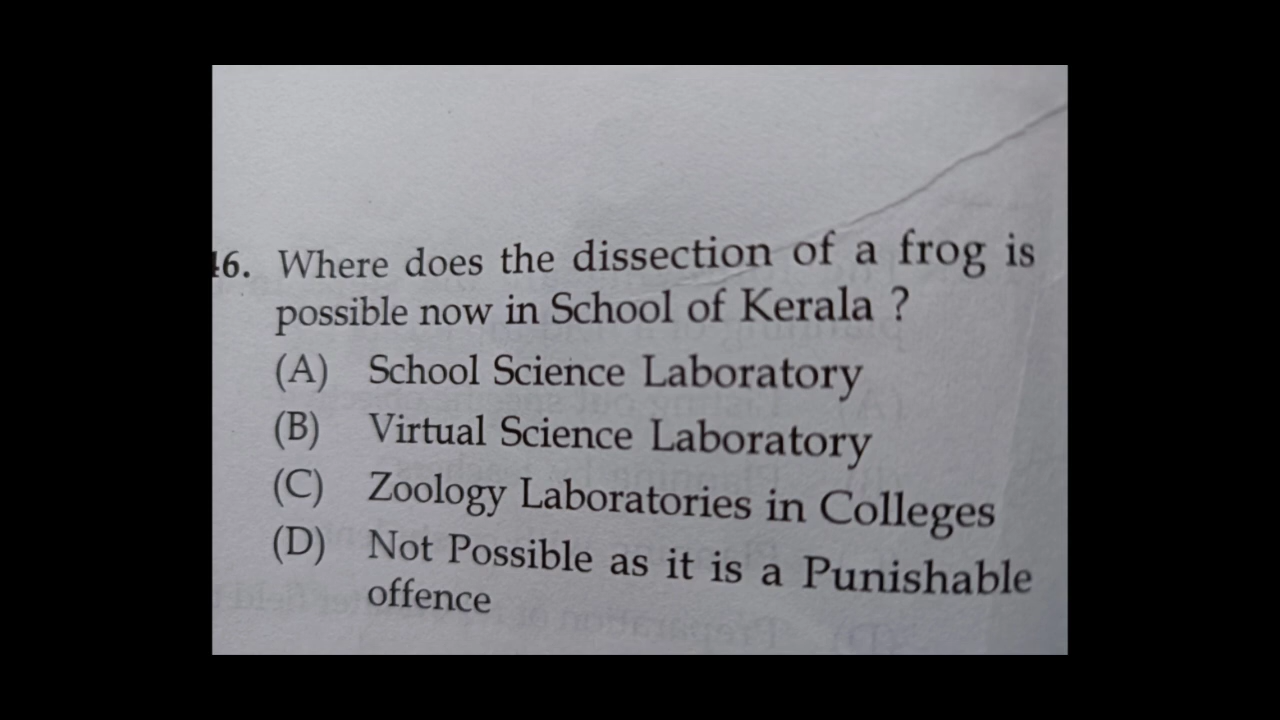 46. Where does the dissection of a frog is
possible now in School of Kerala ?
(A) School Science Laboratory
(B) Virtual Science Laboratory
(C) Zoology Laboratories in Colleges
(D) Not Possible as it is a Punishable
offence